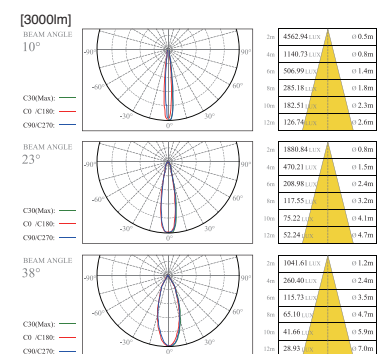 [3000lm]
BEAM ANGLE
10°
C30(Max):
C0 /C180:
C90/C270:
-90° 90°
-60° 60°
-30° 30°
0°
2m 4562.94 LUX Ø 0.5m
4m 1140.73 LUX Ø 0.8m
6m 506.99 LUX Ø 1.4m
8m 285.18 LUX Ø 1.8m
10m 182.51 LUX Ø 2.3m
12m 126.74 LUX Ø 2.6m
BEAM ANGLE
23°
C30(Max):
C0 /C180:
C90/C270:
-90° 90°
-60° 60°
-30° 30°
0°
2m 1880.84 LUX Ø 0.8m
4m 470.21 LUX Ø 1.5m
6m 208.98 LUX Ø 2.4m
8m 117.55 LUX Ø 3.2m
10m 75.22 LUX Ø 4.1m
12m 52.24 LUX Ø 4.7m
BEAM ANGLE
38°
C30(Max):
C0 /C180:
C90/C270:
-90° 90°
-60° 60°
-30° 30°
0°
2m 1041.61 LUX Ø 1.2m
4m 260.40 LUX Ø 2.4m
6m 115.73 LUX Ø 3.5m
8m 65.10 LUX Ø 4.7m
10m 41.66 LUX Ø 5.9m
12m 28.93 LUX Ø 7.0m